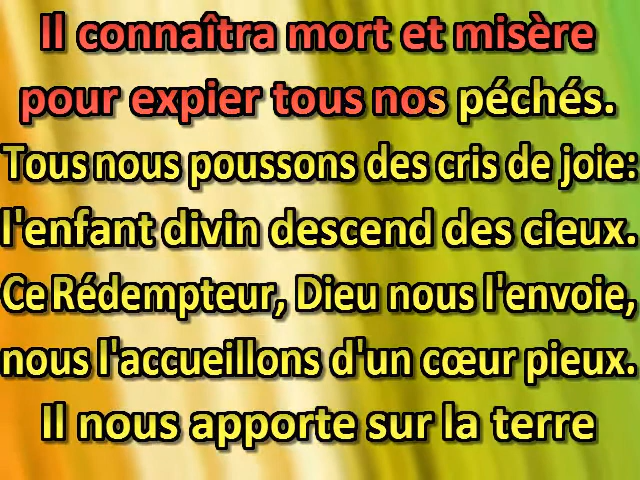 Il connaîtra mort et misère
pour expier tous nos péchés.
Tous nous poussons des cris de joie:
l'enfant divin descend des cieux.
Ce Rédempteur, Dieu nous l'envoie,
nous l'accueillons d'un cœur pieux.
Il nous apporte sur la terre